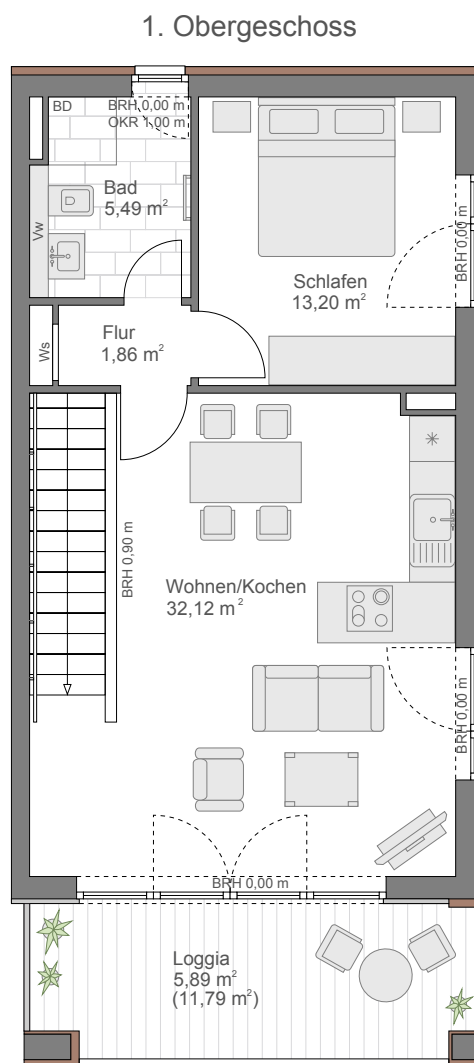 1. Obergeschoss
BD
BRH 0,00 m
OKR 1,00 m
Bad
5,49 m²
Vw
BRH 0,00 m
Schlafen
13,20 m²
Ws
Flur
1,86 m²
BRH 0,90 m
Wohnen/Kochen
32,12 m²
BRH 0,00 m
BRH 0,00 m
Loggia
5,89 m²
(11,79 m²)